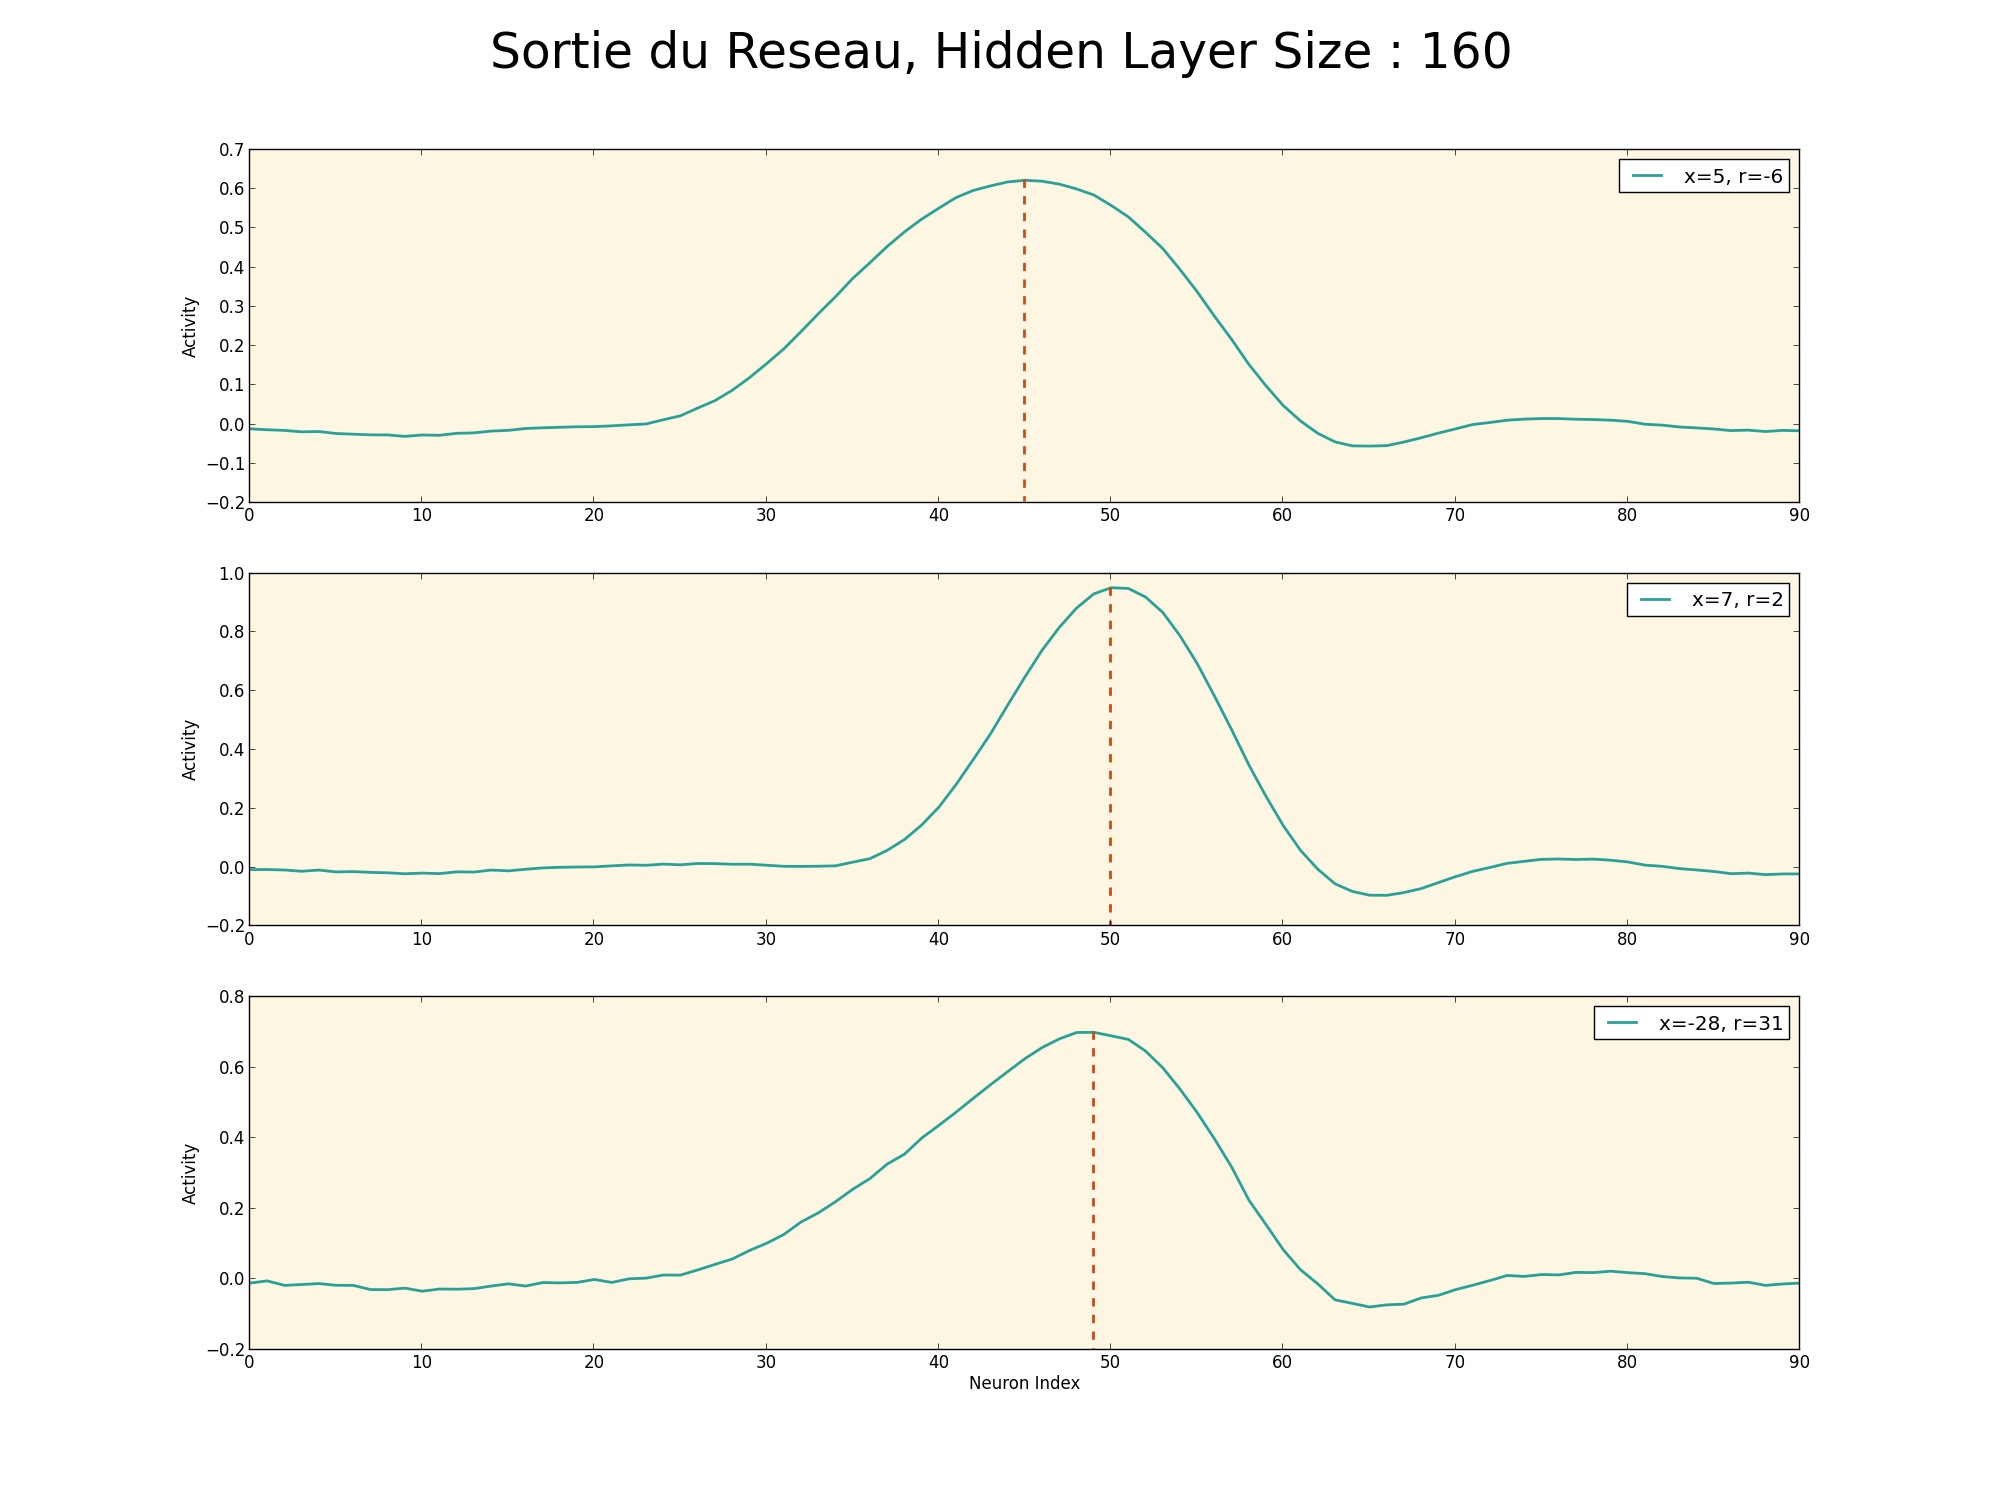 Sortie du Reseau, Hidden Layer Size : 160
0.7
0.6
0.5
0.4
0.3
0.2
0.1
0.0
−0.1
−0.2
Activity
x=5, r=-6
0 10 20 30 40 50 60 70 80 90
1.0
0.8
0.6
0.4
0.2
0.0
−0.2
Activity
x=7, r=2
0 10 20 30 40 50 60 70 80 90
0.8
0.6
0.4
0.2
0.0
−0.2
Activity
x=-28, r=31
0 10 20 30 40 50 60 70 80 90
Neuron Index